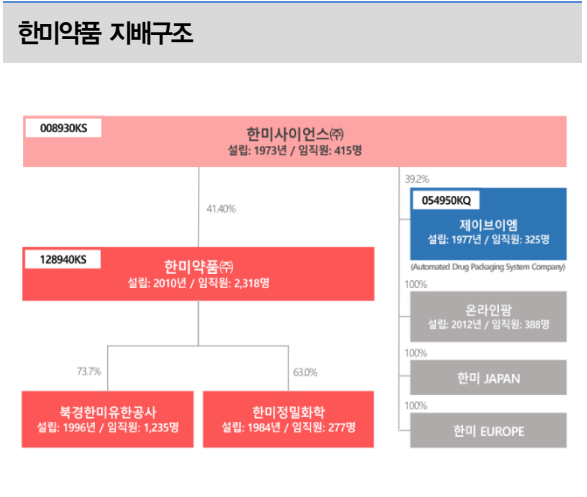 한미약품 지배구조
008930KS
한미사이언스㈜
설립: 1973년 / 임직원: 415명
41.40%
39.2%
128940KS
한미약품㈜
설립: 2010년 / 임직원: 2,318명
054950KQ
제이브이엠
설립: 1977년 / 임직원: 325명
(Automated Drug Packaging System Company)
100%
온라인팜
설립: 2012년 / 임직원: 388명
100%
한미 JAPAN
100%
한미 EUROPE
73.7%
63.0%
북경한미유한공사
설립: 1996년 / 임직원: 1,235명
한미정밀화학
설립: 1984년 / 임직원: 277명